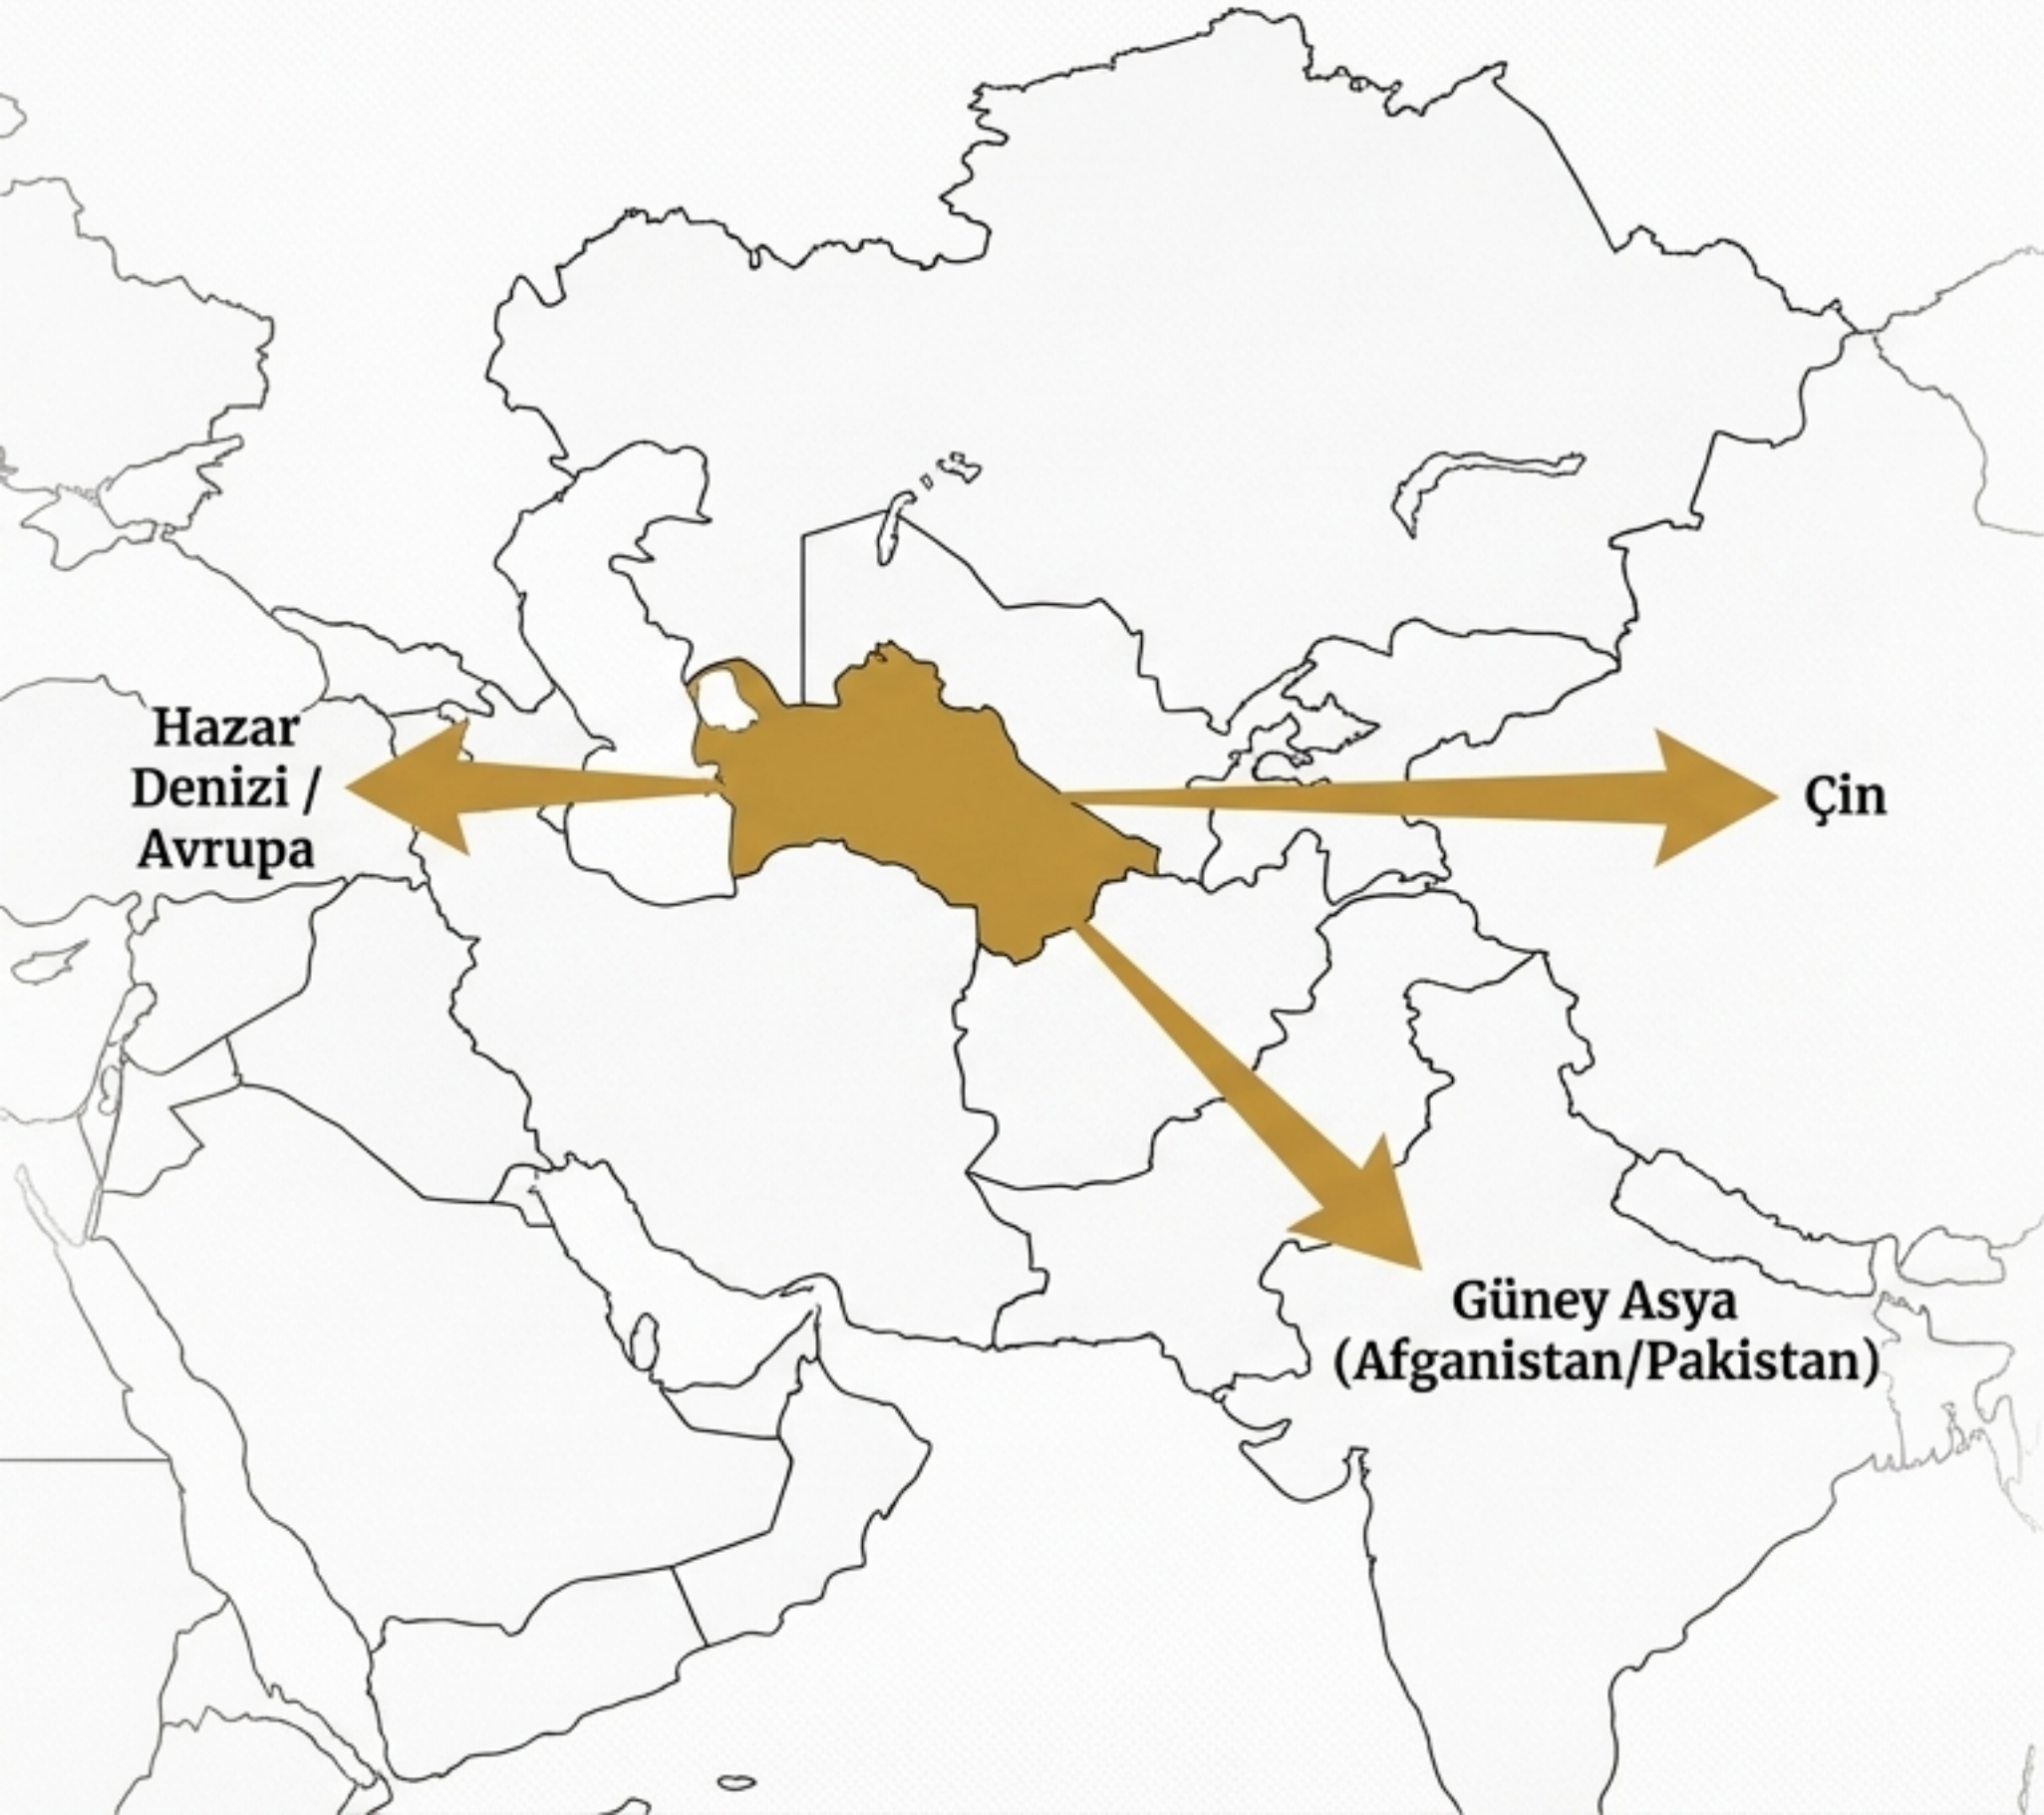 Hazar
Denizi /
Avrupa
Çin
Güney Asya
(Afganistan/Pakistan)